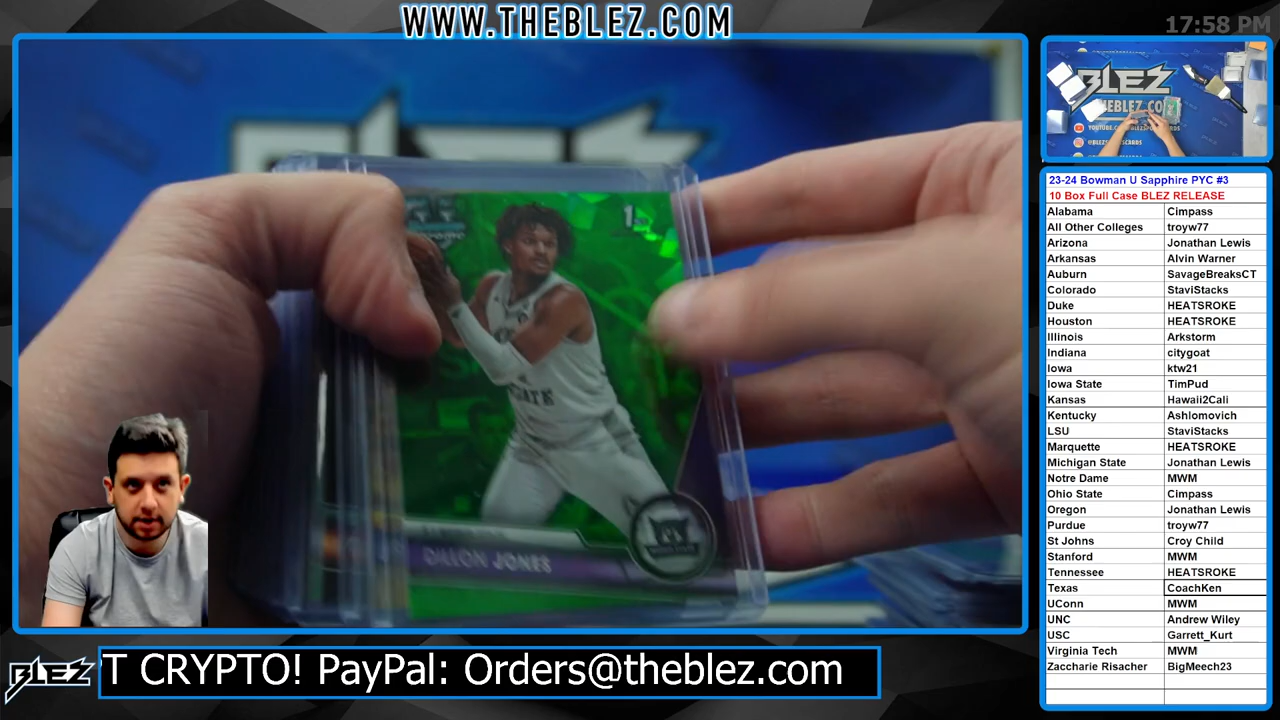 WWW.THEBLEZ.COM
17:58 PM
BLEZ
THEBLEZ.CO
23-24 Bowman U Sapphire PYC #3
10 Box Full Case BLEZ RELEASE
Alabama Cimpass
All Other Colleges troyw77
Arizona Jonathan Lewis
Arkansas Alvin Warner
Auburn SavageBreaksCT
Colorado StaviStacks
Duke HEATSROKE
Houston HEATSROKE
Illinois Arkstorm
Indiana citygoat
Iowa ktw21
Iowa State TimPud
Kansas Hawaii2Cali
Kentucky Ashlomovich
LSU StaviStacks
Marquette HEATSROKE
Michigan State Jonathan Lewis
Notre Dame MWM
Ohio State Cimpass
Oregon Jonathan Lewis
Purdue troyw77
St Johns Croy Child
Stanford MWM
Tennessee HEATSROKE
Texas CoachKen
UConn MWM
UNC Andrew Wiley
USC Garrett_Kurt
Virginia Tech MWM
Zaccharie Risacher BigMeech23
1st
DILLON JONES
BLEZ
T CRYPTO! PayPal: Orders@theblez.com